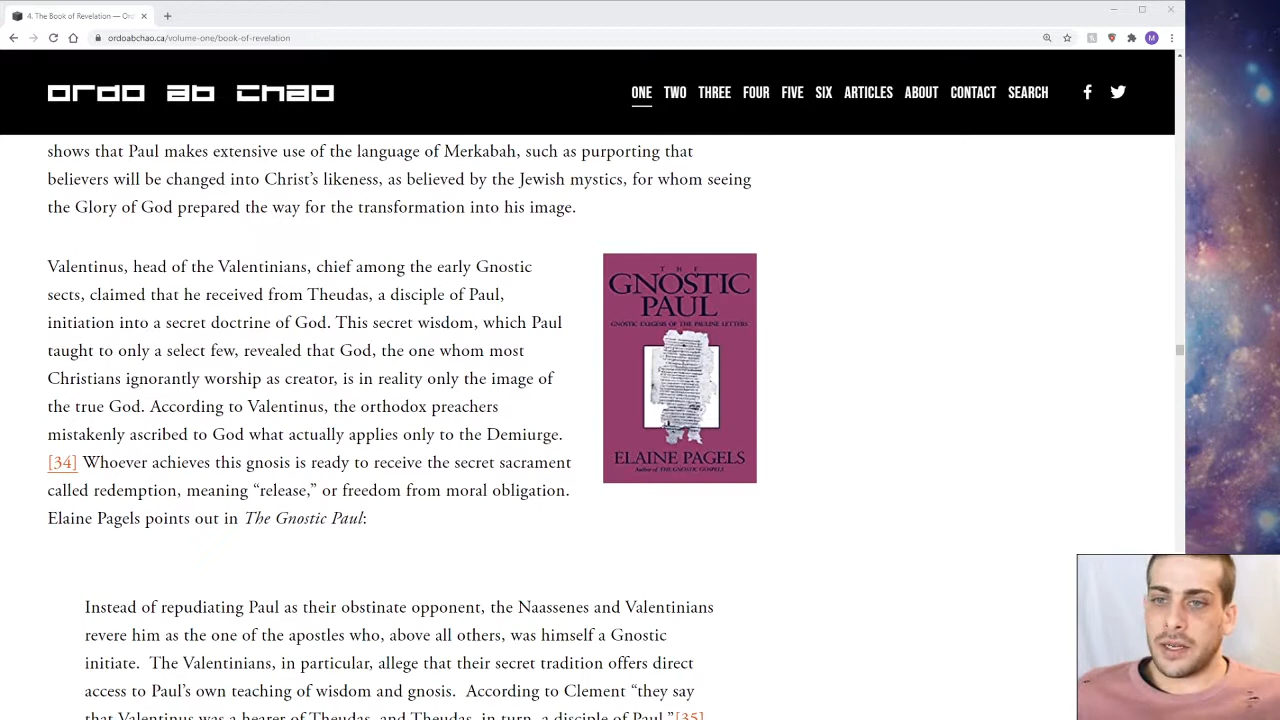 4. The Book of Revelation — Ord
ordoabchao.ca/volume-one/book-of-revelation
M
ordo ab chao
ONE TWO THREE FOUR FIVE SIX ARTICLES ABOUT CONTACT SEARCH
shows that Paul makes extensive use of the language of Merkabah, such as purporting that
believers will be changed into Christ’s likeness, as believed by the Jewish mystics, for whom seeing
the Glory of God prepared the way for the transformation into his image.
Valentinus, head of the Valentinians, chief among the early Gnostic
sects, claimed that he received from Theudas, a disciple of Paul,
initiation into a secret doctrine of God. This secret wisdom, which Paul
taught to only a select few, revealed that God, the one whom most
Christians ignorantly worship as creator, is in reality only the image of
the true God. According to Valentinus, the orthodox preachers
mistakenly ascribed to God what actually applies only to the Demiurge.
[34] Whoever achieves this gnosis is ready to receive the secret sacrament
called redemption, meaning “release,” or freedom from moral obligation.
Elaine Pagels points out in The Gnostic Paul:
THE
GNOSTIC
PAUL
GNOSTIC EXEGESIS OF THE PAULINE LETTERS
ELAINE PAGELS
Author of THE GNOSTIC GOSPELS
Instead of repudiating Paul as their obstinate opponent, the Naassenes and Valentinians
revere him as the one of the apostles who, above all others, was himself a Gnostic
initiate. The Valentinians, in particular, allege that their secret tradition offers direct
access to Paul’s own teaching of wisdom and gnosis. According to Clement “they say
that Valentinus was a hearer of Theudas, and Theudas, in turn, a disciple of Paul.”[35]